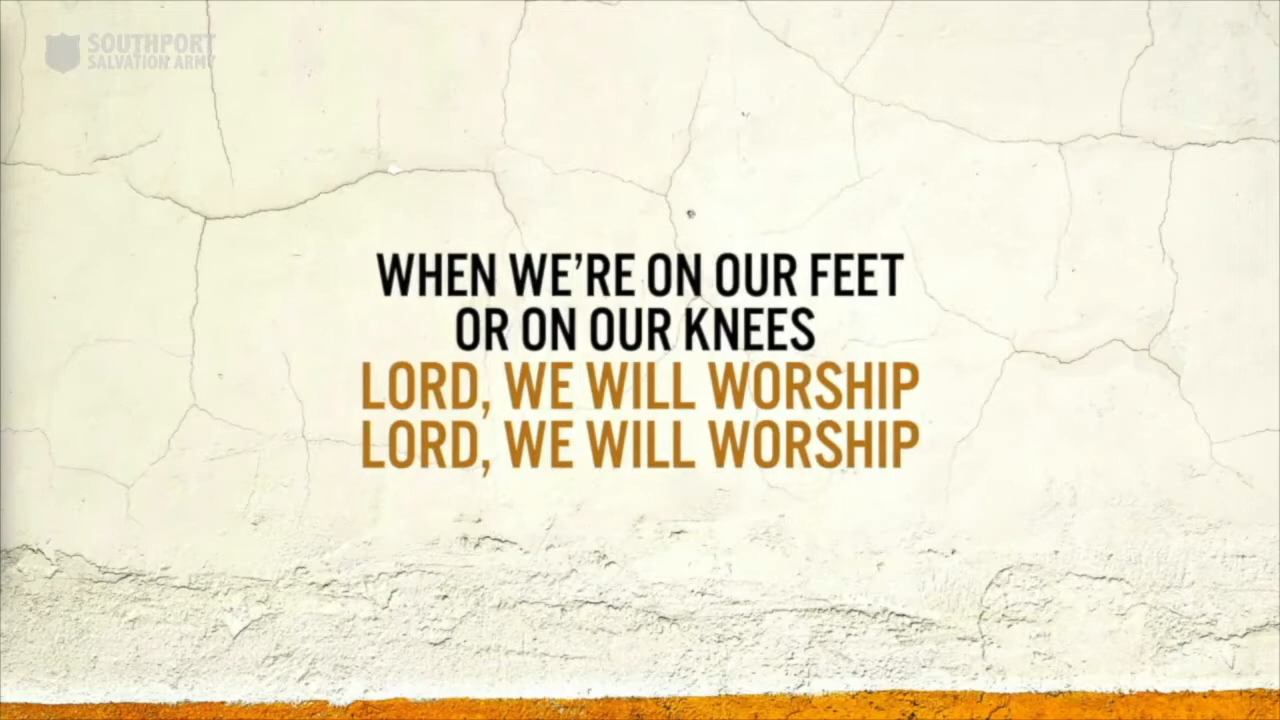 SOUTHPORT
SALVATION ARMY
WHEN WE'RE ON OUR FEET
OR ON OUR KNEES
LORD, WE WILL WORSHIP
LORD, WE WILL WORSHIP